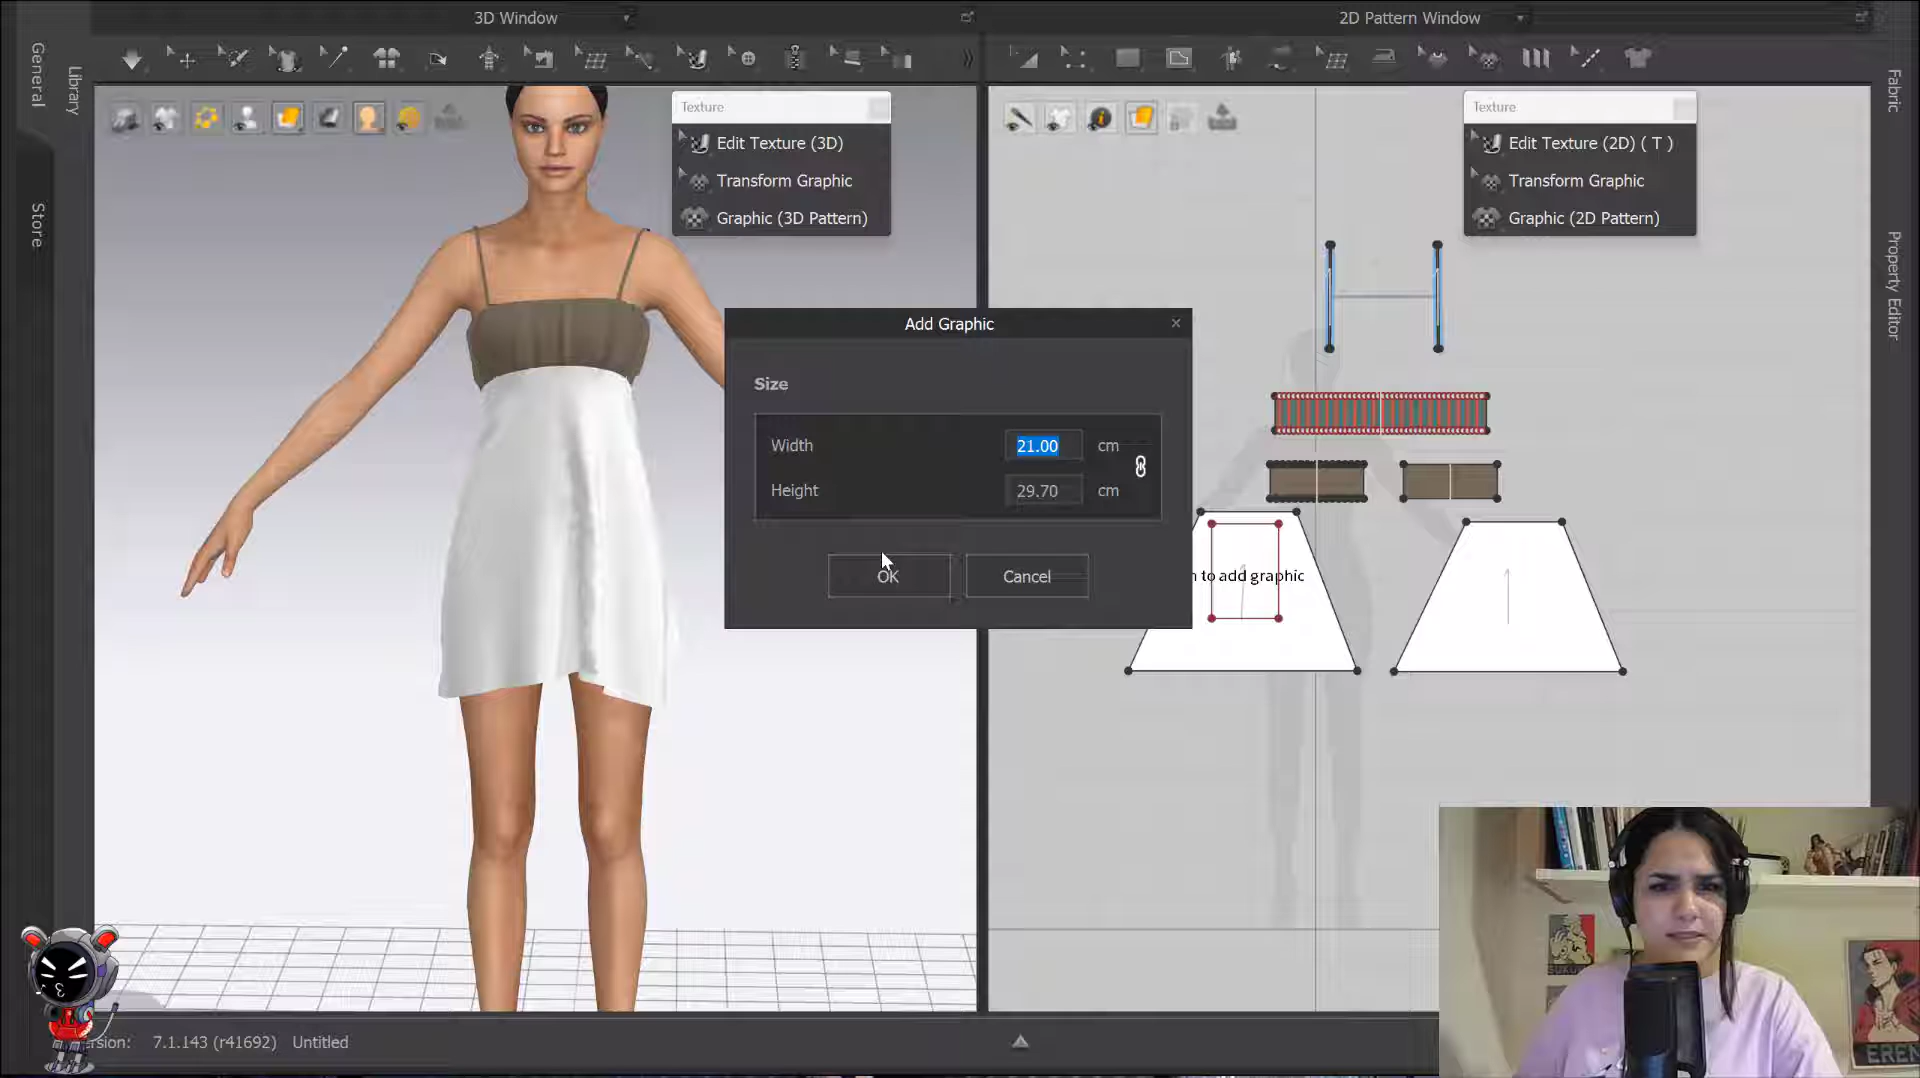 3D Window
2D Pattern Window
General
Library
Store
Fabric
Property Editor
Texture
Edit Texture (3D)
Transform Graphic
Graphic (3D Pattern)
Texture
Edit Texture (2D) ( T )
Transform Graphic
Graphic (2D Pattern)
Add Graphic
Size
Width 21.00 cm
Height 29.70 cm
OK Cancel
n to add graphic
rsion: 7.1.143 (r41692) Untitled
SUKU
EREN